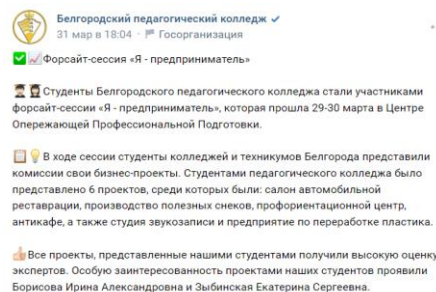 Белгородский педагогический колледж
31 мар в 18:04 · Госорганизация
Форсайт-сессия «Я - предприниматель»
Студенты Белгородского педагогического колледжа стали участниками
форсайт-сессии «Я - предприниматель», которая прошла 29-30 марта в Центре
Опережающей Профессиональной Подготовки.
В ходе сессии студенты колледжей и техникумов Белгорода представили
комиссии свои бизнес-проекты. Студентами педагогического колледжа было
представлено 6 проектов, среди которых были: салон автомобильной
реставрации, производство полезных снеков, профориентационной центр,
антикафе, а также студия звукозаписи и предприятие по переработке пластика.
Все проекты, представленные нашими студентами получили высокую оценку
экспертов. Особую заинтересованность проектами наших студентов проявили
Борисова Ирина Александровна и Зыбинская Екатерина Сергеевна.